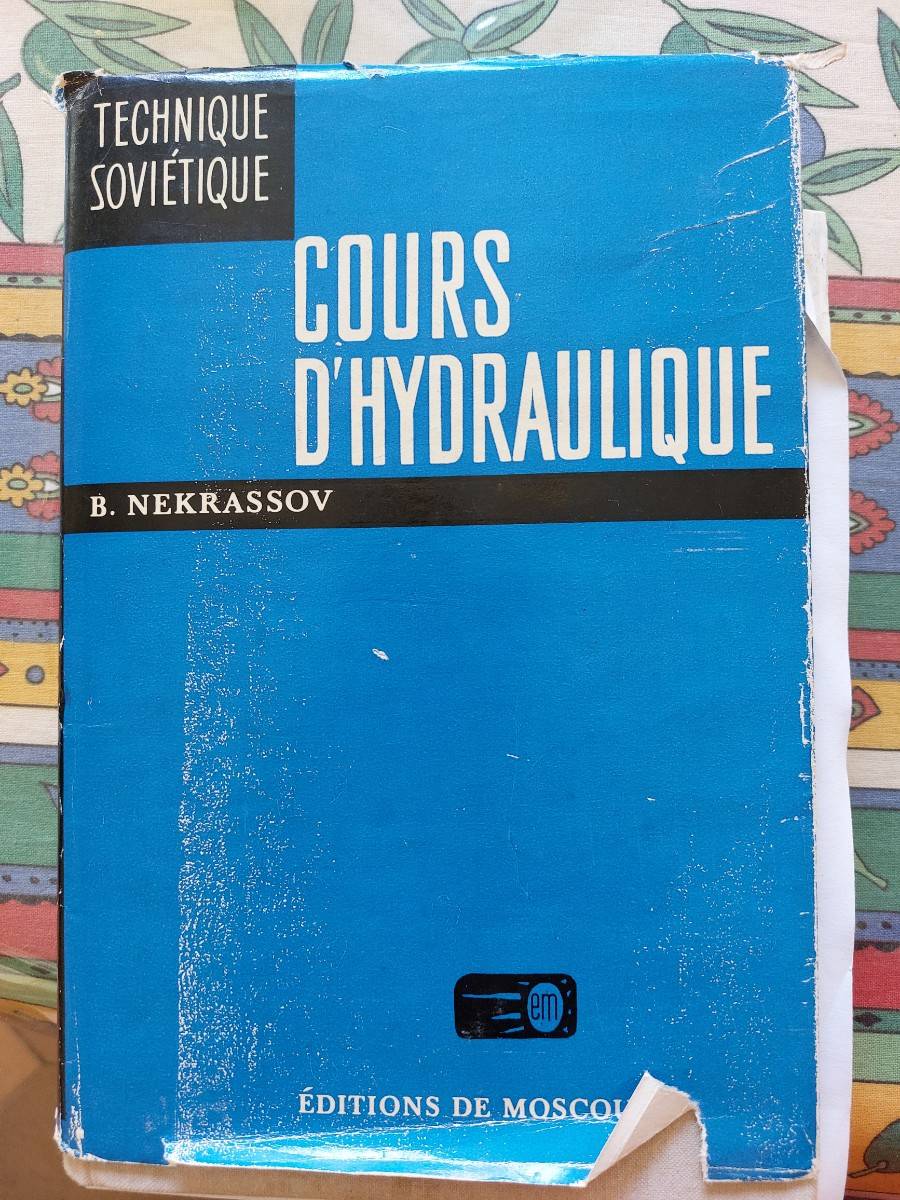 TECHNIQUE
SOVIÉTIQUE
COURS
D'HYDRAULIQUE
B. NEKRASSOV
em
ÉDITIONS DE MOSCOU